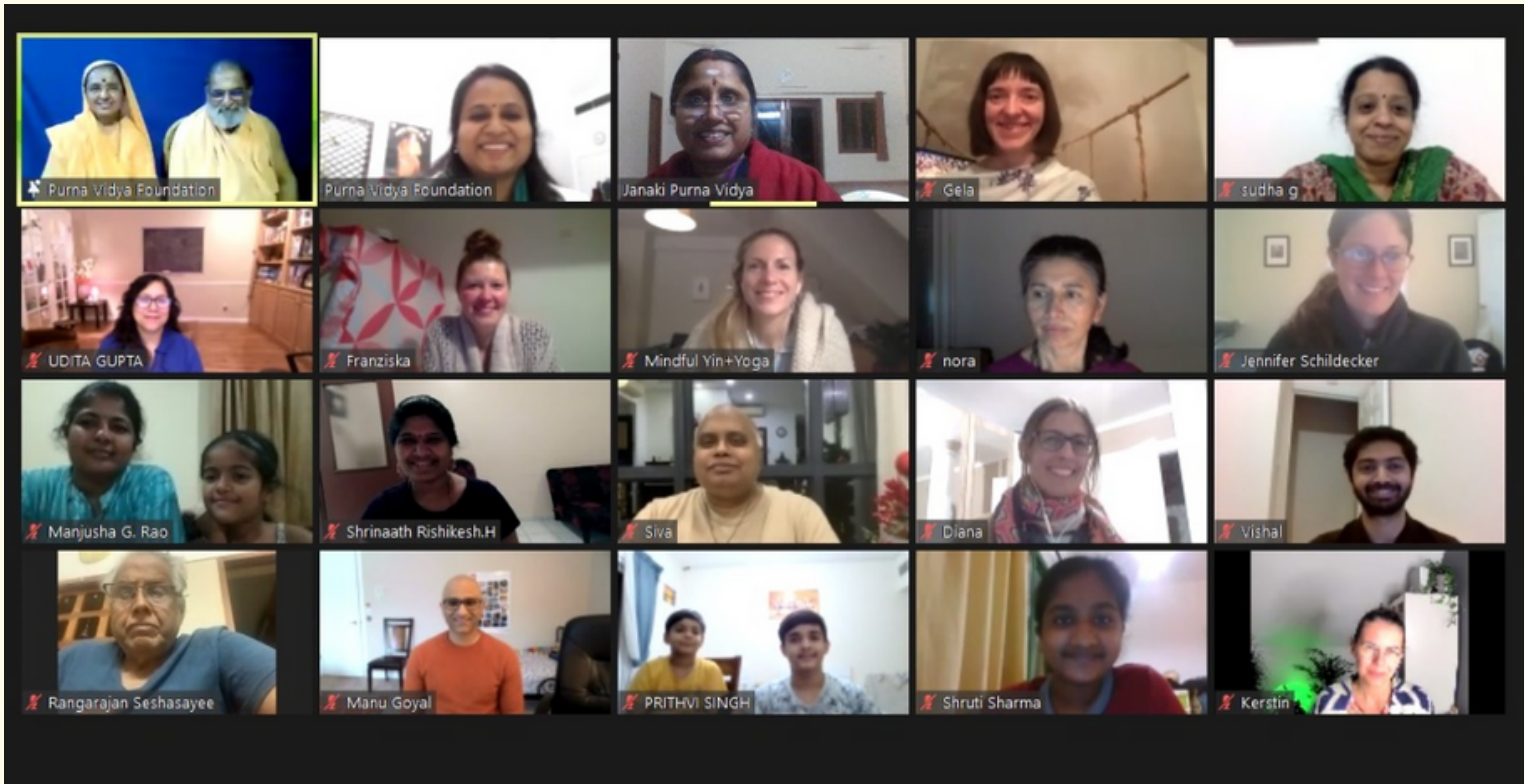 Purna Vidya Foundation
Purna Vidya Foundation
Janaki Purna Vidya
Gela
sudha g
UDITA GUPTA
Franziska
Mindful Yin+Yoga
nora
Jennifer Schildecker
Manjusha G. Rao
Shrinaath Rishikesh.H
Siva
Diana
Vishal
Rangarajan Seshasayee
Manu Goyal
PRITHVI SINGH
Shruti Sharma
Kerstin